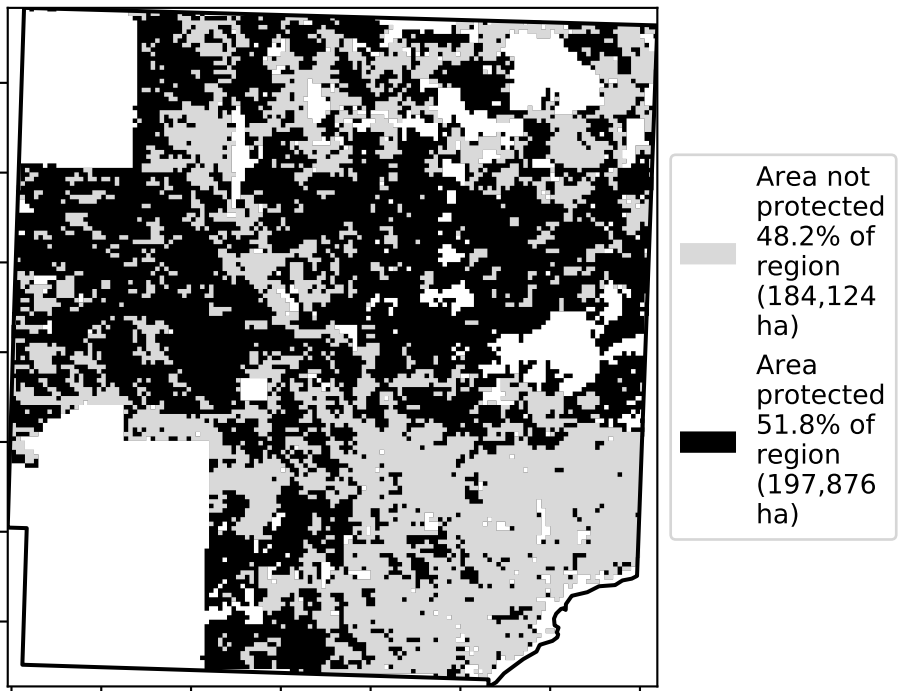 Area not
protected
48.2% of
region
(184,124
ha)
Area
protected
51.8% of
region
(197,876
ha)